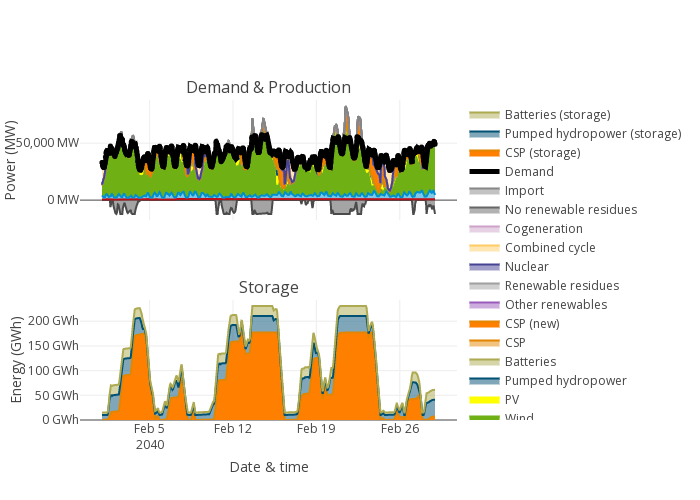 Demand & Production
Power (MW)
50,000 MW
0 MW
Storage
Energy (GWh)
200 GWh
150 GWh
100 GWh
50 GWh
0 GWh
Feb 5
2040
Feb 12
Feb 19
Feb 26
Date & time
Batteries (storage)
Pumped hydropower (storage)
CSP (storage)
Demand
Import
No renewable residues
Cogeneration
Combined cycle
Nuclear
Renewable residues
Other renewables
CSP (new)
CSP
Batteries
Pumped hydropower
PV
Wind